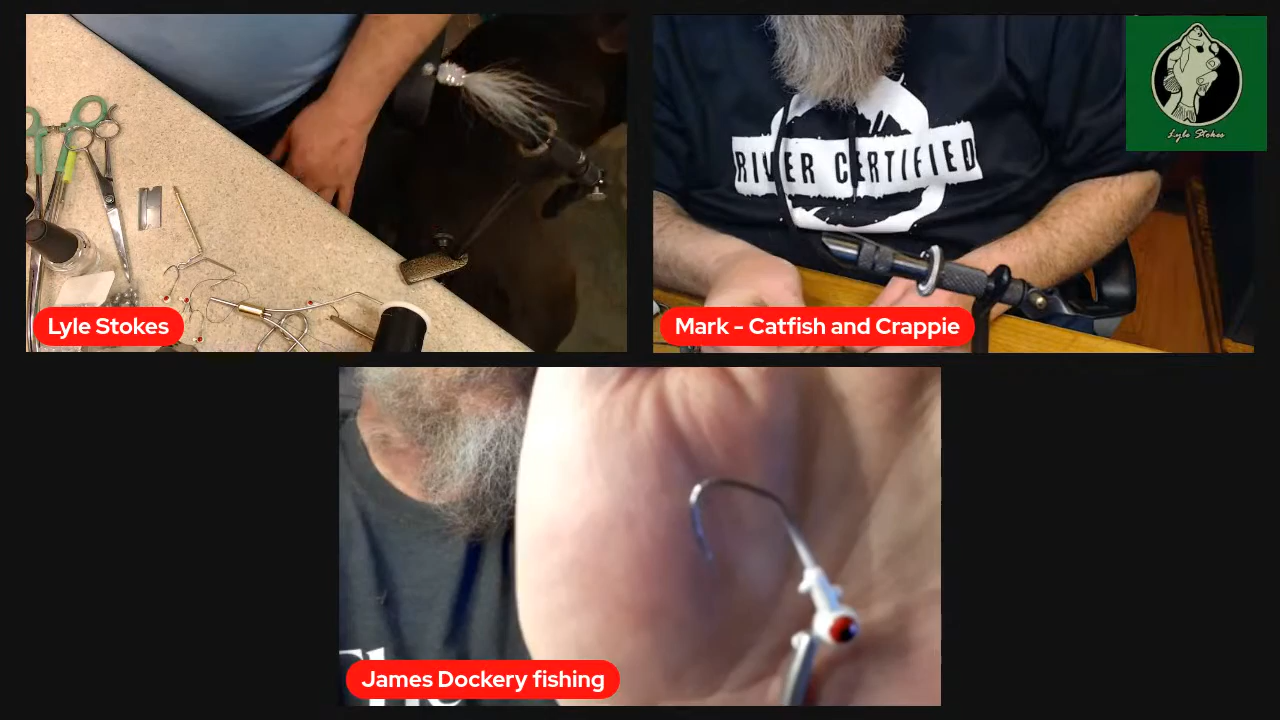 RIVER CERTIFIED
Lyle Stokes
Lyle Stokes
Mark - Catfish and Crappie
James Dockery fishing